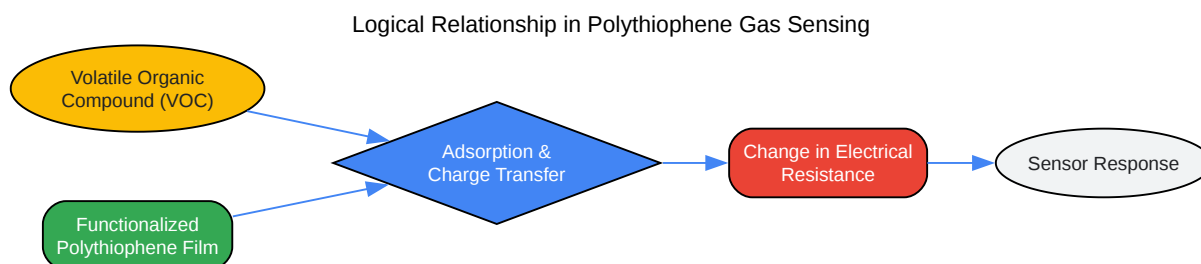 Logical Relationship in Polythiophene Gas Sensing
Volatile Organic
Compound (VOC)
Functionalized
Polythiophene Film
Adsorption &
Charge Transfer
Change in Electrical
Resistance
Sensor Response